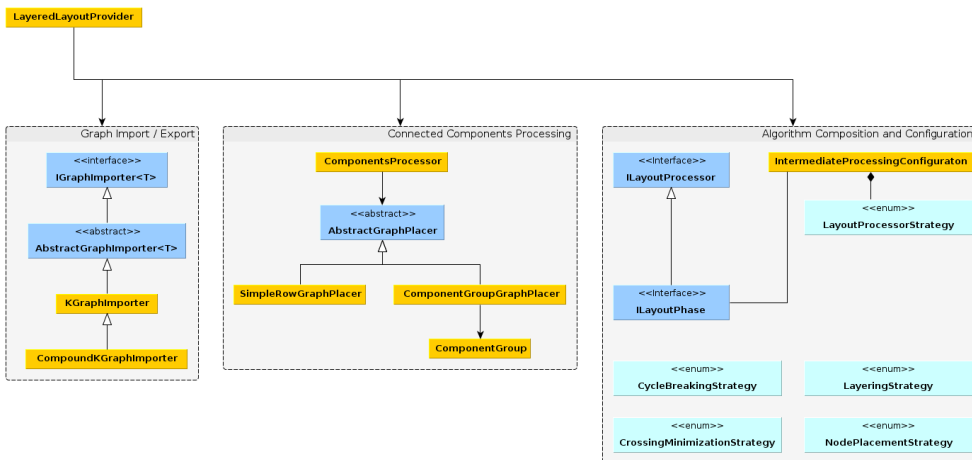 LayeredLayoutProvider
Graph Import / Export
<<interface>>
IGraphImporter<T>
<<abstract>>
AbstractGraphImporter<T>
KGraphImporter
CompoundKGraphImporter
Connected Components Processing
ComponentsProcessor
<<abstract>>
AbstractGraphPlacer
SimpleRowGraphPlacer
ComponentGroupGraphPlacer
ComponentGroup
Algorithm Composition and Configuration
<<Interface>>
ILayoutProcessor
IntermediateProcessingConfiguraton
<<enum>>
LayoutProcessorStrategy
<<Interface>>
ILayoutPhase
<<enum>>
CycleBreakingStrategy
<<enum>>
LayeringStrategy
<<enum>>
CrossingMinimizationStrategy
<<enum>>
NodePlacementStrategy